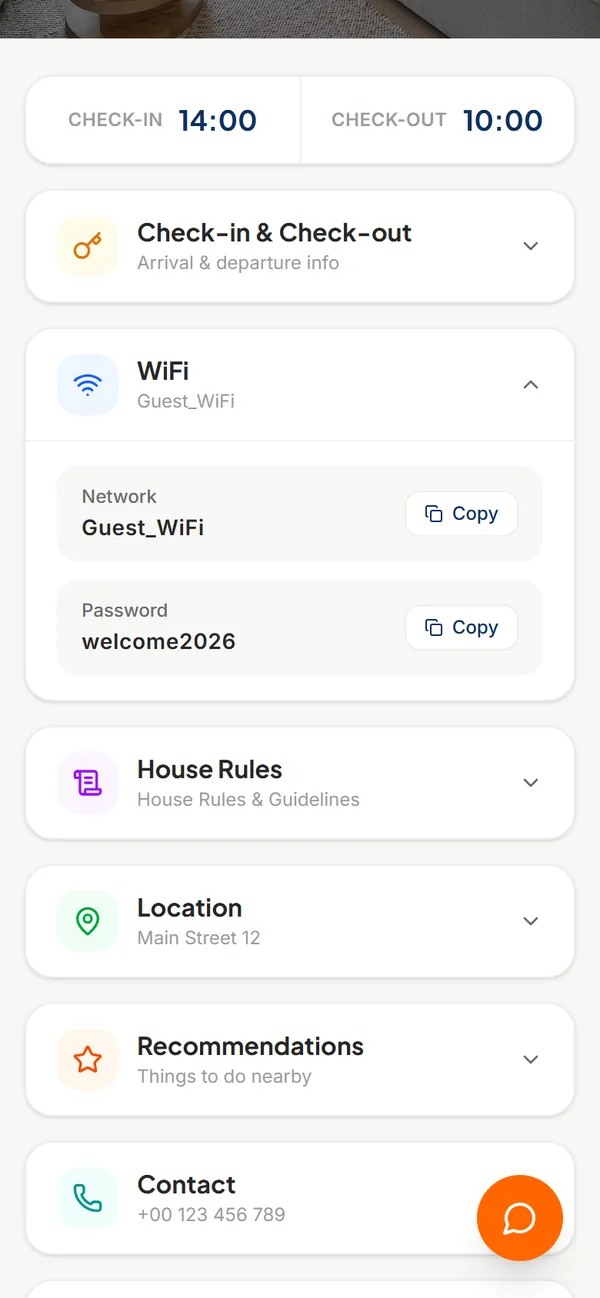 CHECK-IN 14:00 CHECK-OUT 10:00
Check-in & Check-out
Arrival & departure info
WiFi
Guest_WiFi
Network
Guest_WiFi
Copy
Password
welcome2026
Copy
House Rules
House Rules & Guidelines
Location
Main Street 12
Recommendations
Things to do nearby
Contact
+00 123 456 789